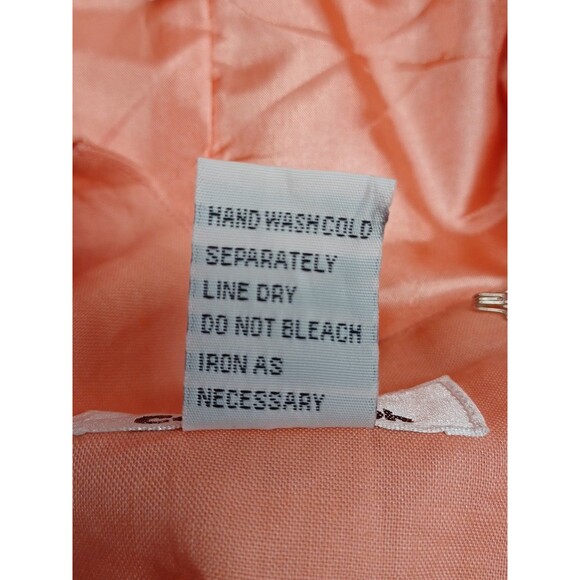 HAND WASH COLD
SEPARATELY
LINE DRY
DO NOT BLEACH
IRON AS
NECESSARY